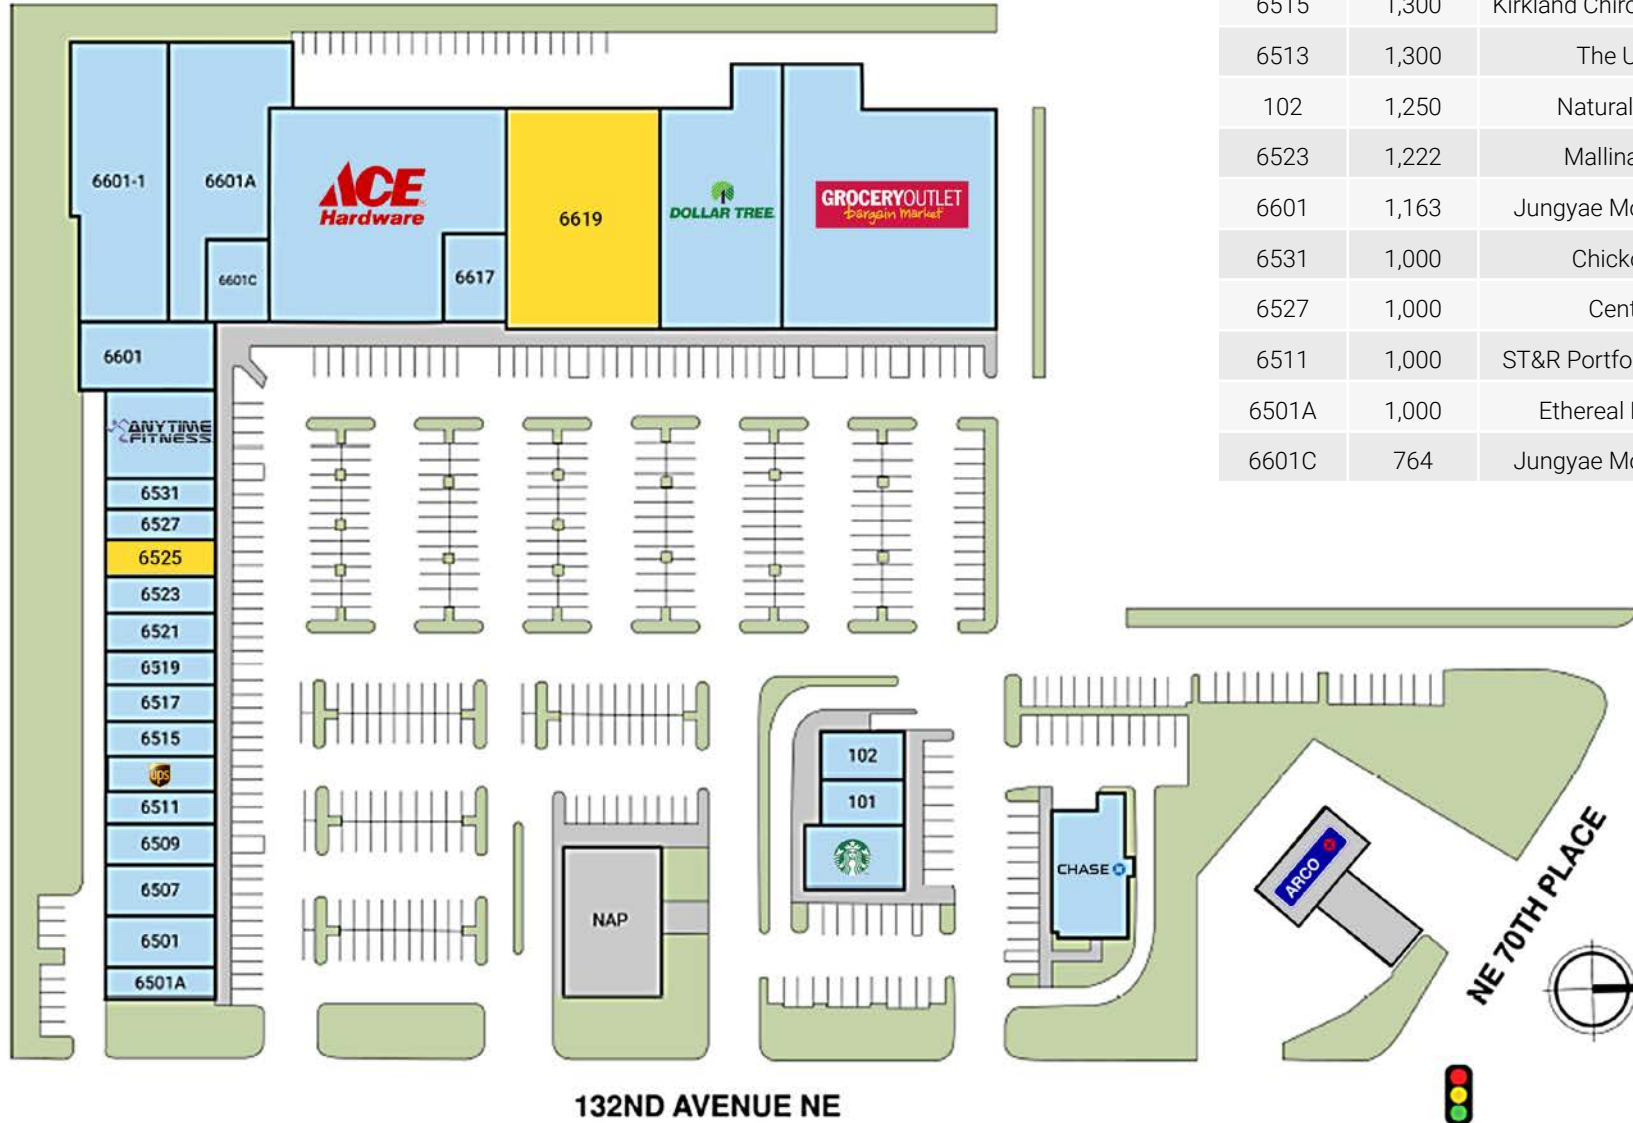 6515 1,300 Kirkland Chiro
6513 1,300 The U
102 1,250 Natural
6523 1,222 Mallina
6601 1,163 Jungyae Mo
6531 1,000 Chick
6527 1,000 Cent
6511 1,000 ST&R Portfo
6501A 1,000 Ethereal
6601C 764 Jungyae Mo
6601-1
6601A
6601C
ACE
Hardware
6617
6619
DOLLAR TREE
GROCERYOUTLET
bargain market
6601
ANYTIME
FITNESS
6531
6527
6525
6523
6521
6519
6517
6515
ups
6511
6509
6507
6501
6501A
NAP
102
101
CHASE
ARCO
NE 70TH PLACE
132ND AVENUE NE